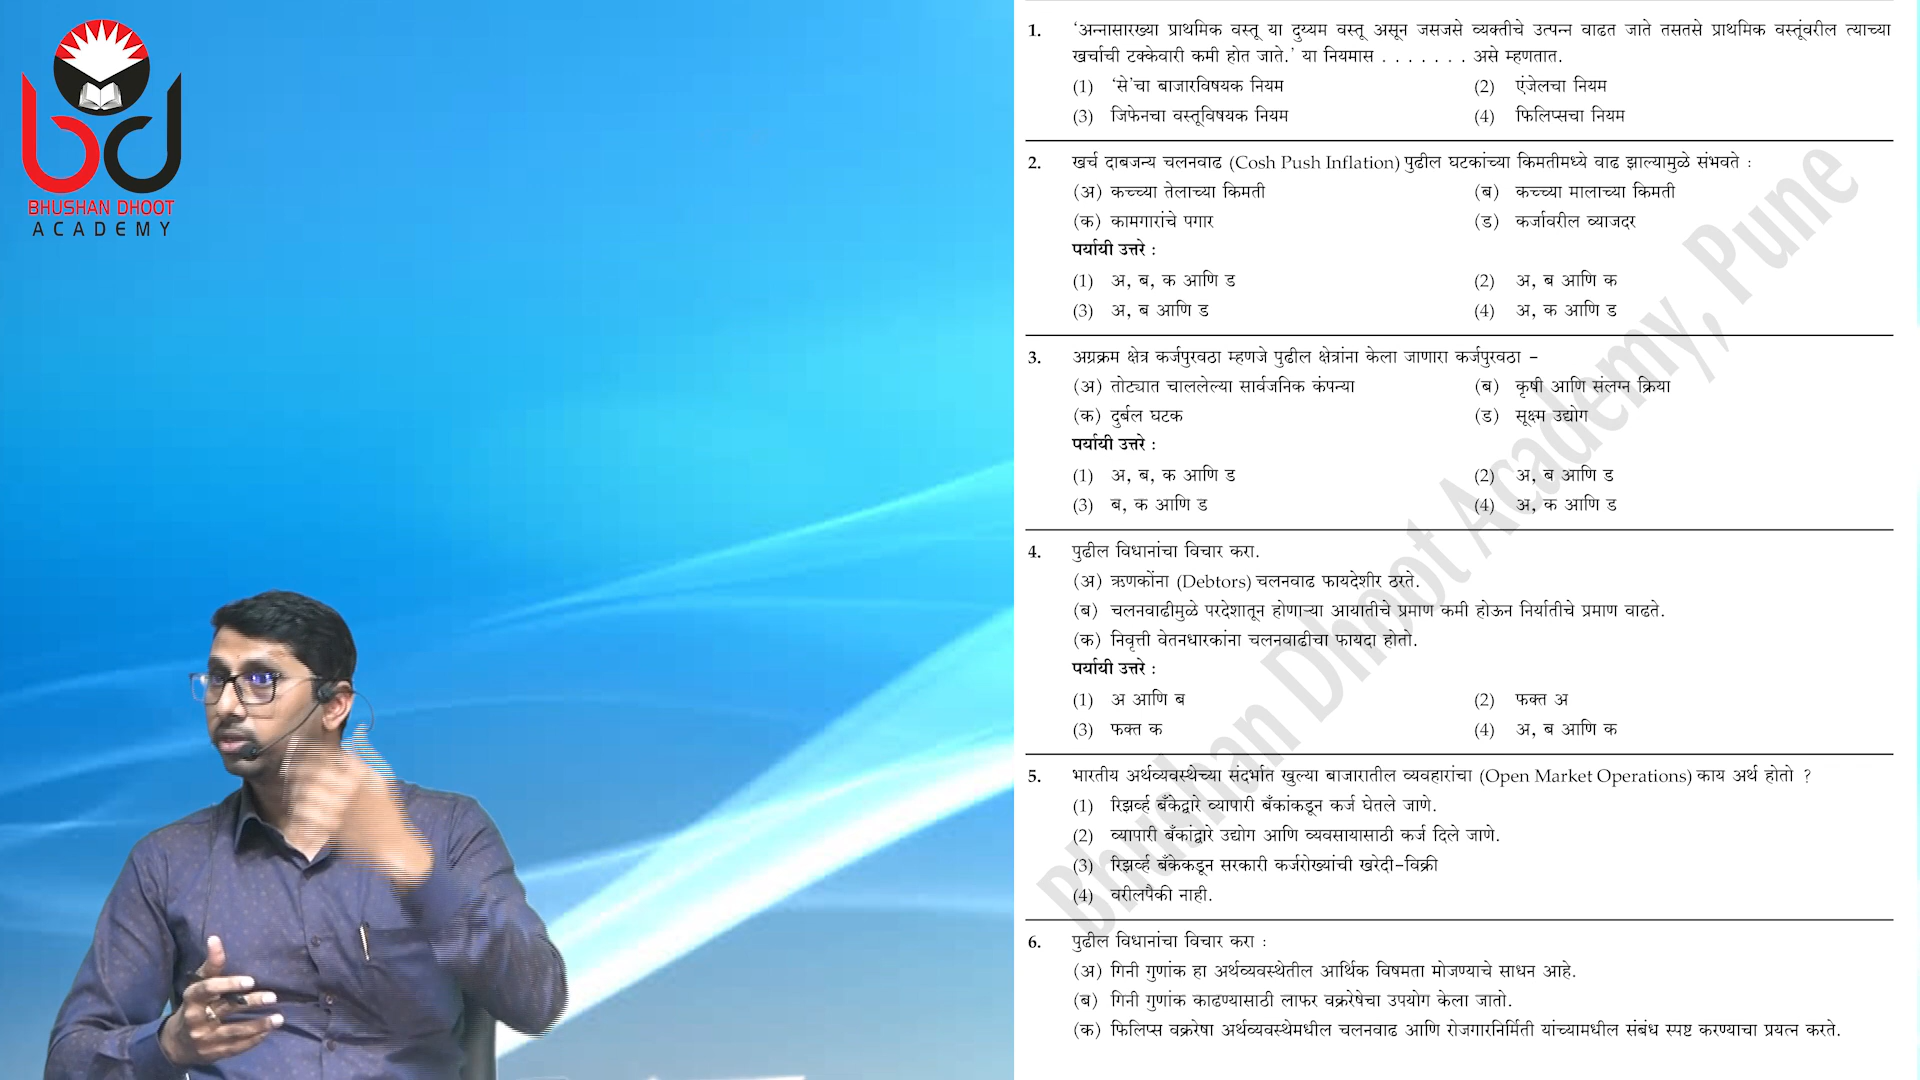 BHUSHAN DHOOT
ACADEMY
1. 'अन्नासारख्या प्राथमिक वस्तू या दुय्यम वस्तू असून जसजसे व्यक्तीचे उत्पन्न वाढत जाते तसतसे प्राथमिक वस्तूंवरील त्याच्या
खर्चाची टक्केवारी कमी होत जाते.' या नियमास . . . . . . . असे म्हणतात.
(1) 'से'चा बाजारविषयक नियम (2) एंजेलचा नियम
(3) जिफेनचा वस्तूविषयक नियम (4) फिलिप्सचा नियम
2. खर्च दाबजन्य चलनवाढ (Cosh Push Inflation) पुढील घटकांच्या किमतीमध्ये वाढ झाल्यामुळे संभवते :
(अ) कच्च्या तेलाच्या किमती (ब) कच्च्या मालाच्या किमती
(क) कामगारांचे पगार (ड) कर्जावरील व्याजदर
पर्यायी उत्तरे :
(1) अ, ब, क आणि ड (2) अ, ब आणि क
(3) अ, ब आणि ड (4) अ, क आणि ड
3. अग्रक्रम क्षेत्र कर्जपुरवठा म्हणजे पुढील क्षेत्रांना केला जाणारा कर्जपुरवठा –
(अ) तोट्यात चाललेल्या सार्वजनिक कंपन्या (ब) कृषी आणि संलग्न क्रिया
(क) दुर्बल घटक (ड) सूक्ष्म उद्योग
पर्यायी उत्तरे :
(1) अ, ब, क आणि ड (2) अ, ब आणि ड
(3) ब, क आणि ड (4) अ, क आणि ड
4. पुढील विधानांचा विचार करा.
(अ) ऋणकोंना (Debtors) चलनवाढ फायदेशीर ठरते.
(ब) चलनवाढीमुळे परदेशातून होणाऱ्या आयातीचे प्रमाण कमी होऊन निर्यातीचे प्रमाण वाढते.
(क) निवृत्ती वेतनधारकांना चलनवाढीचा फायदा होतो.
पर्यायी उत्तरे :
(1) अ आणि ब (2) फक्त अ
(3) फक्त क (4) अ, ब आणि क
5. भारतीय अर्थव्यवस्थेच्या संदर्भात खुल्या बाजारातील व्यवहारांचा (Open Market Operations) काय अर्थ होतो ?
(1) रिझर्व्ह बँकेद्वारे व्यापारी बँकांकडून कर्ज घेतले जाणे.
(2) व्यापारी बँकांद्वारे उद्योग आणि व्यवसायासाठी कर्ज दिले जाणे.
(3) रिझर्व्ह बँकेकडून सरकारी कर्जरोख्यांची खरेदी–विक्री
(4) वरीलपैकी नाही.
6. पुढील विधानांचा विचार करा :
(अ) गिनी गुणांक हा अर्थव्यवस्थेतील आर्थिक विषमता मोजण्याचे साधन आहे.
(ब) गिनी गुणांक काढण्यासाठी लाफर वक्ररेषेचा उपयोग केला जातो.
(क) फिलिप्स वक्ररेषा अर्थव्यवस्थेमधील चलनवाढ आणि रोजगारनिर्मिती यांच्यामधील संबंध स्पष्ट करण्याचा प्रयत्न करते.
Bhushan Dhoot Academy, Pune